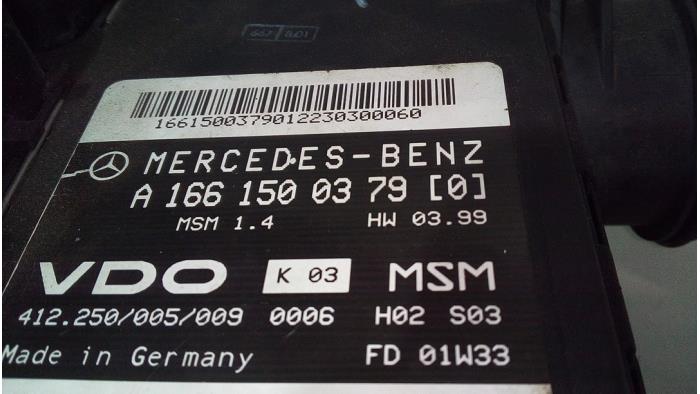 1661500379012230300060
MERCEDES-BENZ
A 166 150 03 79 [0]
MSM 1.4 HW 03.99
VDO K 03 MSM
412.250/005/009 0006 H02 S03
Made in Germany FD 01W33